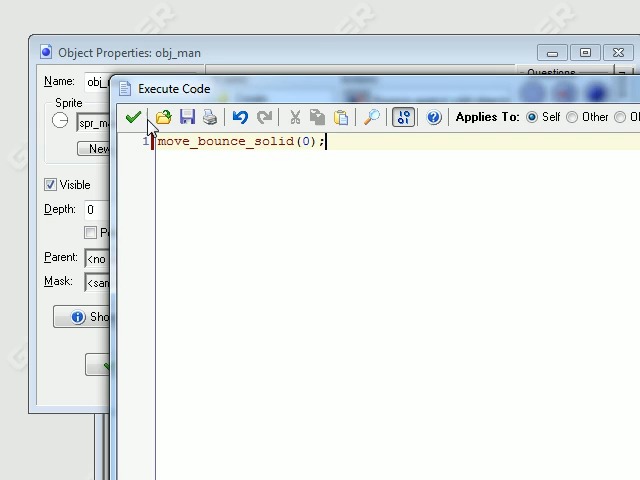 Object Properties: obj_man
Questions
Name:
Execute Code
Sprite
Applies To: Self Other
New
1 move_bounce_solid(0);
Visible
Depth: 0
Parent: <no
Mask: <sam
Sho